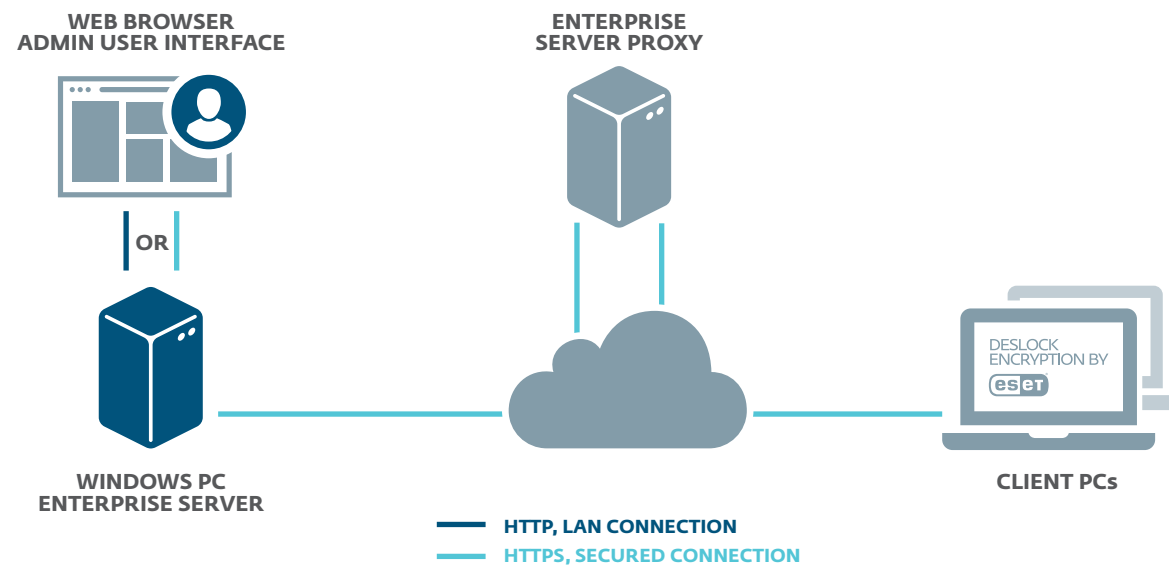 WEB BROWSER
ADMIN USER INTERFACE
ENTERPRISE
SERVER PROXY
OR
DESLOCK
ENCRYPTION BY
eset
WINDOWS PC
ENTERPRISE SERVER
CLIENT PCs
HTTP, LAN CONNECTION
HTTPS, SECURED CONNECTION